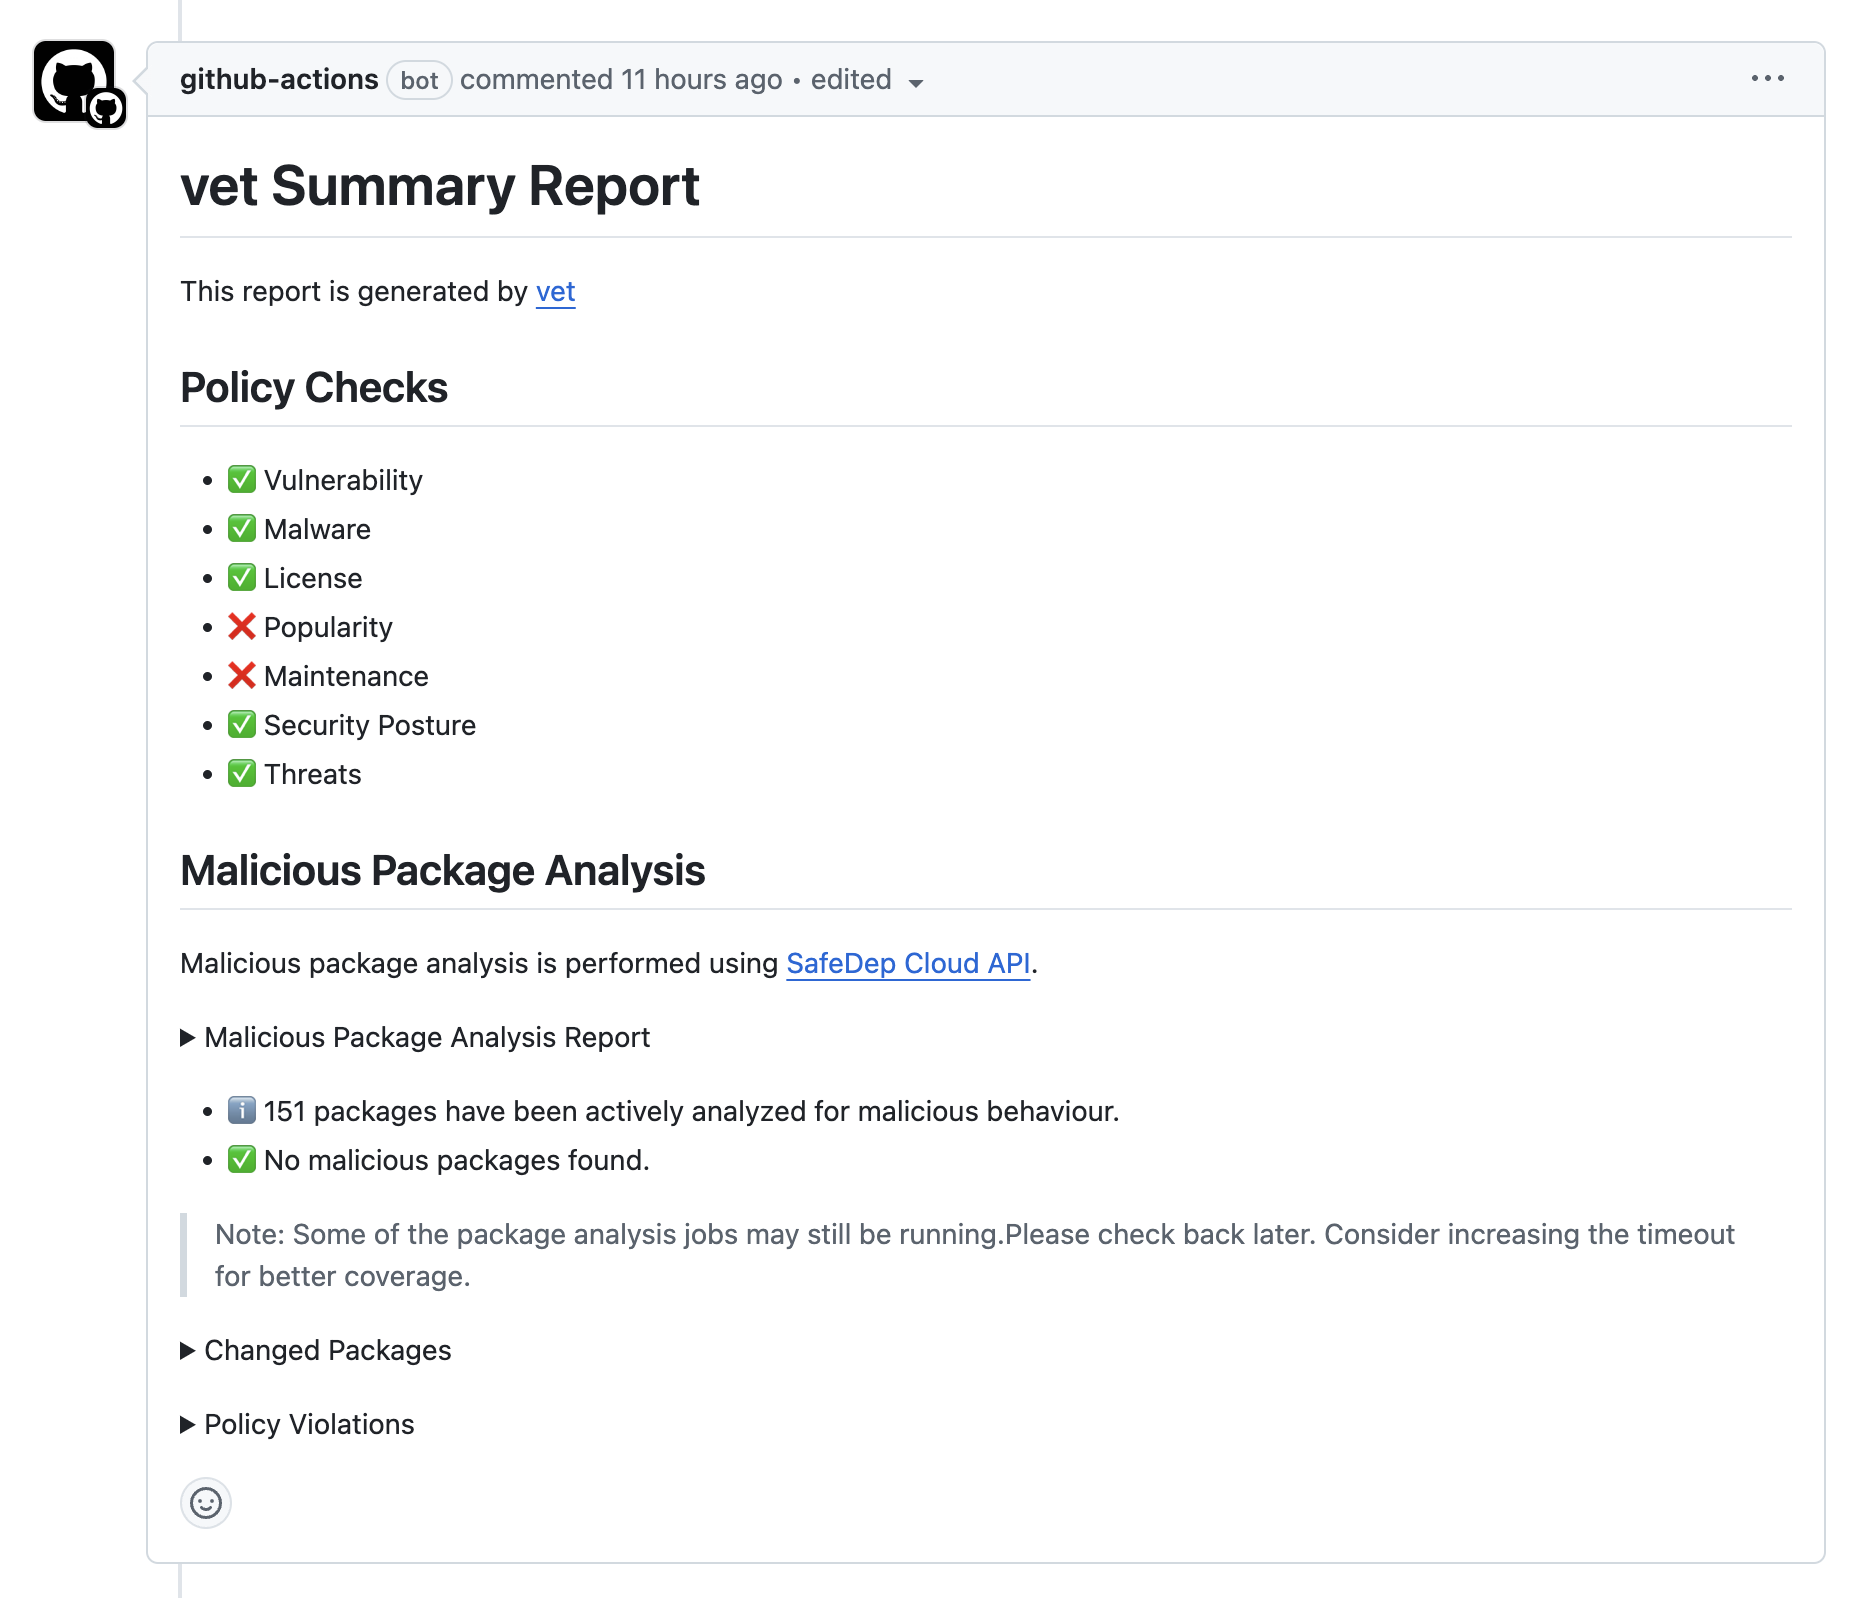 github-actions bot commented 11 hours ago • edited
vet Summary Report
This report is generated by vet
Policy Checks
• ✅ Vulnerability
• ✅ Malware
• ✅ License
• ❌ Popularity
• ❌ Maintenance
• ✅ Security Posture
• ✅ Threats
Malicious Package Analysis
Malicious package analysis is performed using SafeDep Cloud API.
▶ Malicious Package Analysis Report
• ℹ️ 151 packages have been actively analyzed for malicious behaviour.
• ✅ No malicious packages found.
Note: Some of the package analysis jobs may still be running.Please check back later. Consider increasing the timeout
for better coverage.
▶ Changed Packages
▶ Policy Violations